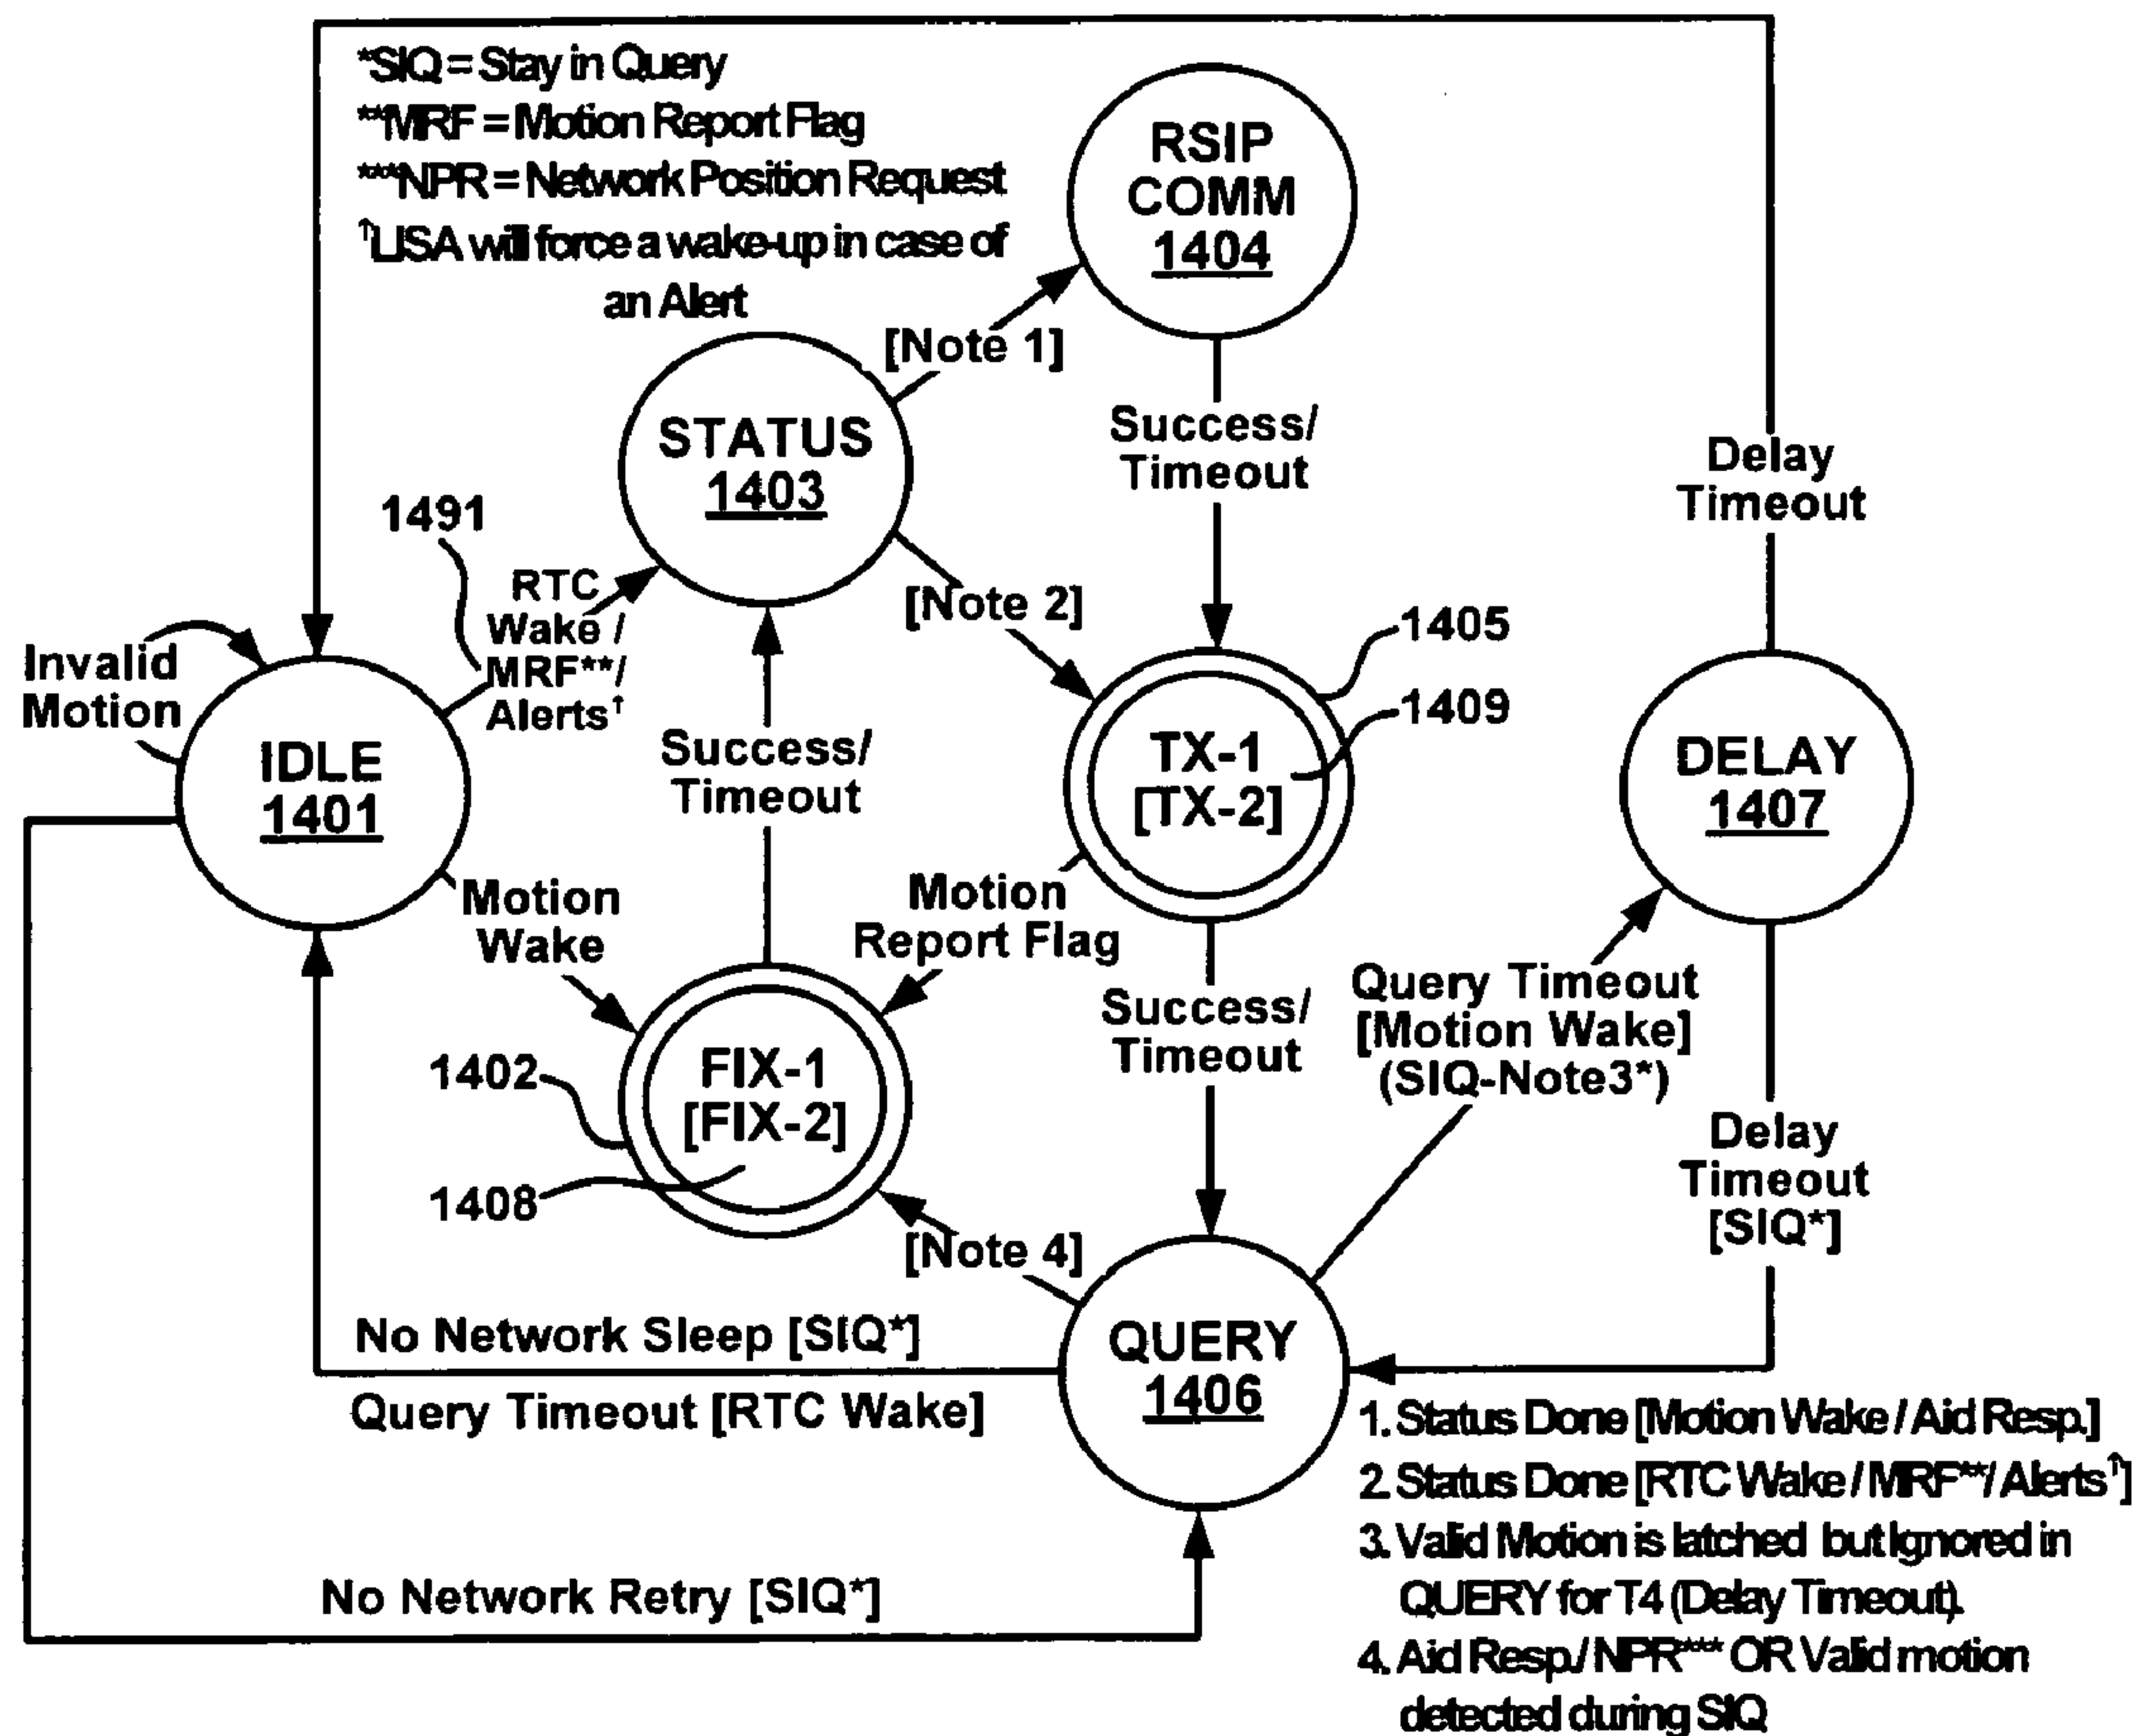 *SIQ = Stay in Query
**MRF = Motion Report Flag
***NPR = Network Position Request
†USA will force a wake-up in case of
an Alert
RSIP
COMM
1404
[Note 1]
STATUS
1403
Success/
Timeout
Delay
Timeout
1491
RTC
Wake /
MRF**/
Alerts†
[Note 2]
1405
1409
Invalid
Motion
IDLE
1401
Success/
Timeout
TX-1
[TX-2]
DELAY
1407
Motion
Wake
Motion
Report Flag
Success/
Timeout
Query Timeout
[Motion Wake]
(SIQ-Note3*)
1402
FIX-1
[FIX-2]
1408
Delay
Timeout
[SIQ*]
[Note 4]
No Network Sleep [SIQ*]
Query Timeout [RTC Wake]
QUERY
1406
1. Status Done [Motion Wake / Aid Resp.]
2. Status Done [RTC Wake / MRF**/ Alerts†]
3. Valid Motion is latched but Ignored in
QUERY for T4 (Delay Timeout).
4. Aid Resp./ NPR*** OR Valid motion
detected during SIQ
No Network Retry [SIQ*]